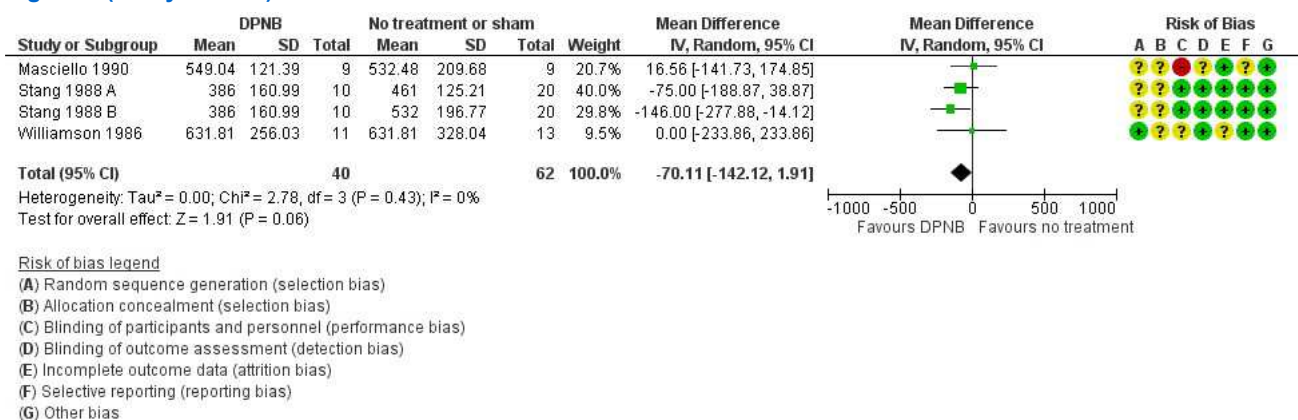 DPNB No treatment or sham Mean Difference Mean Difference Risk of Bias
Study or Subgroup Mean SD Total Mean SD Total Weight IV, Random, 95% CI IV, Random, 95% CI A B C D E F G
Masciello 1990 549.04 121.39 9 532.48 209.68 9 20.7% 16.56 [-141.73, 174.85] ? ? - ? + ? +
Stang 1988 A 386 160.99 10 461 125.21 20 40.0% -75.00 [-188.87, 38.87] ? ? + + + + +
Stang 1988 B 386 160.99 10 532 196.77 20 29.8% -146.00 [-277.88, -14.12] ? ? + + + + +
Williamson 1986 631.81 256.03 11 631.81 328.04 13 9.5% 0.00 [-233.86, 233.86] + ? ? ? + + +
Total (95% CI) 40 62 100.0% -70.11 [-142.12, 1.91]
Heterogeneity: Tau² = 0.00; Chi² = 2.78, df = 3 (P = 0.43); I² = 0%
Test for overall effect: Z = 1.91 (P = 0.06)
-1000 -500 0 500 1000
Favours DPNB Favours no treatment
Risk of bias legend
(A) Random sequence generation (selection bias)
(B) Allocation concealment (selection bias)
(C) Blinding of participants and personnel (performance bias)
(D) Blinding of outcome assessment (detection bias)
(E) Incomplete outcome data (attrition bias)
(F) Selective reporting (reporting bias)
(G) Other bias